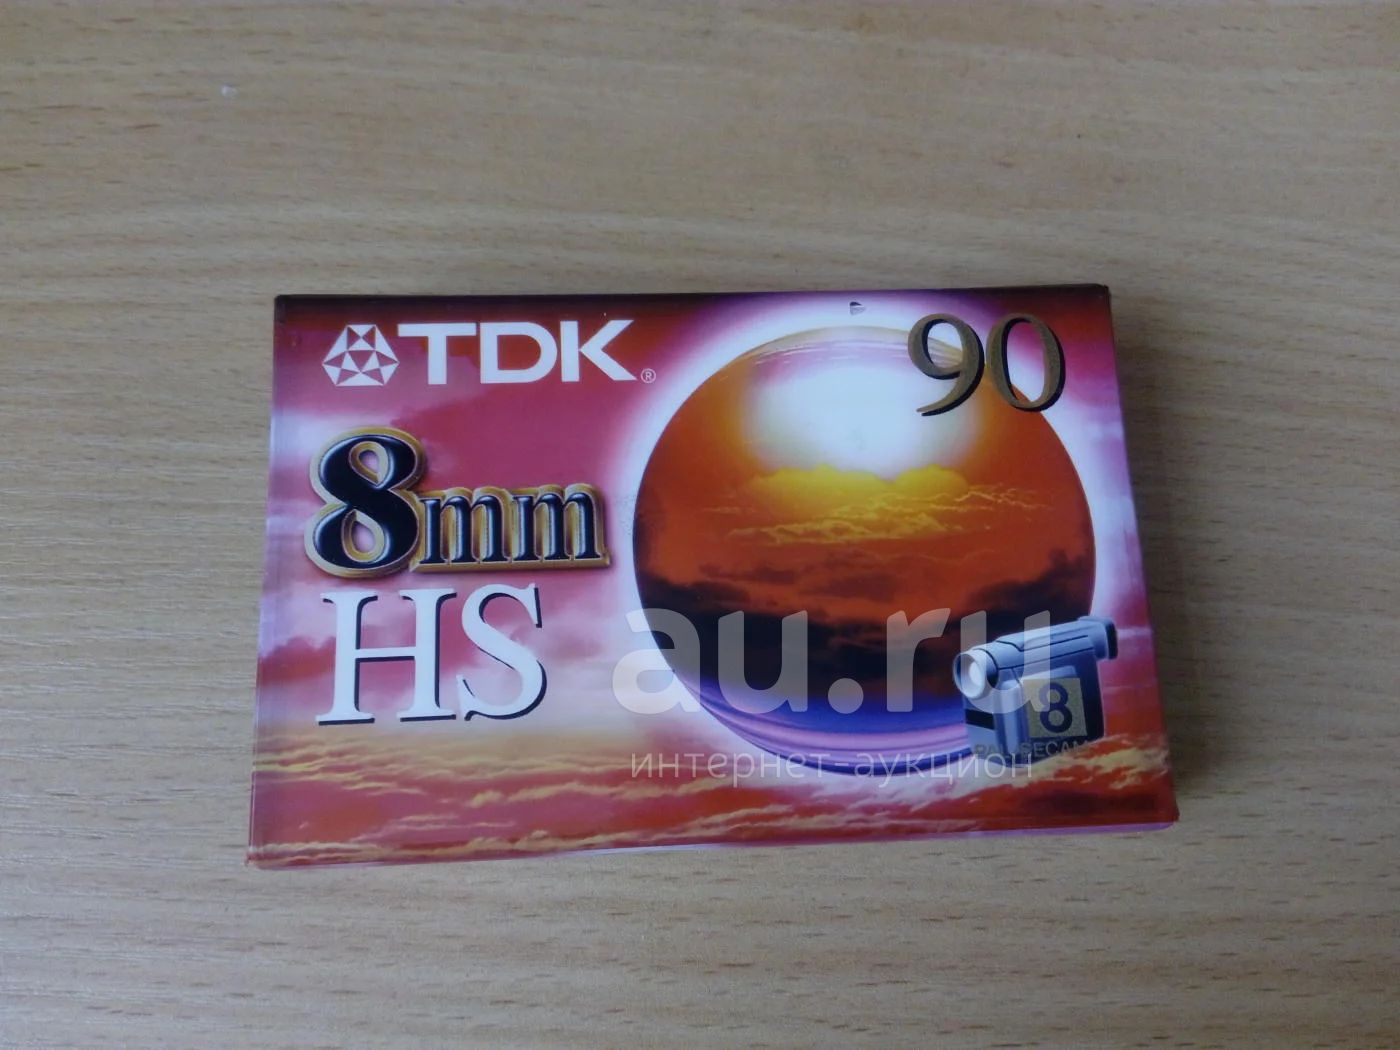 TDK®
90
8mm
HS
au.ru
8
PAL SECAM
интернет-аукцион